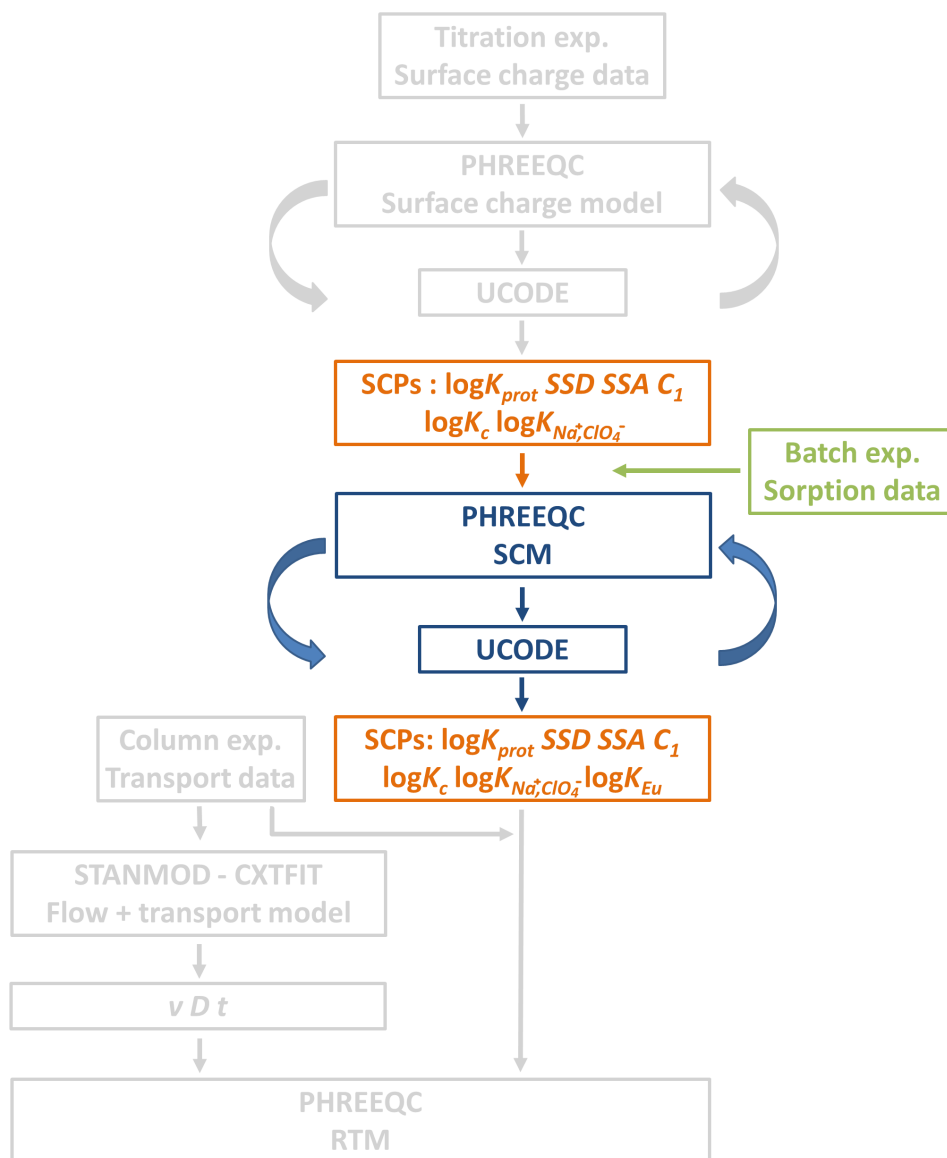 Titration exp.
Surface charge data
PHREEQC
Surface charge model
UCODE
SCPs : logKprot SSD SSA C1
logKc logKNa+,ClO4-
Batch exp.
Sorption data
PHREEQC
SCM
UCODE
SCPs: logKprot SSD SSA C1
logKc logKNa+,ClO4- logKEu
Column exp.
Transport data
STANMOD - CXTFIT
Flow + transport model
v D t
PHREEQC
RTM